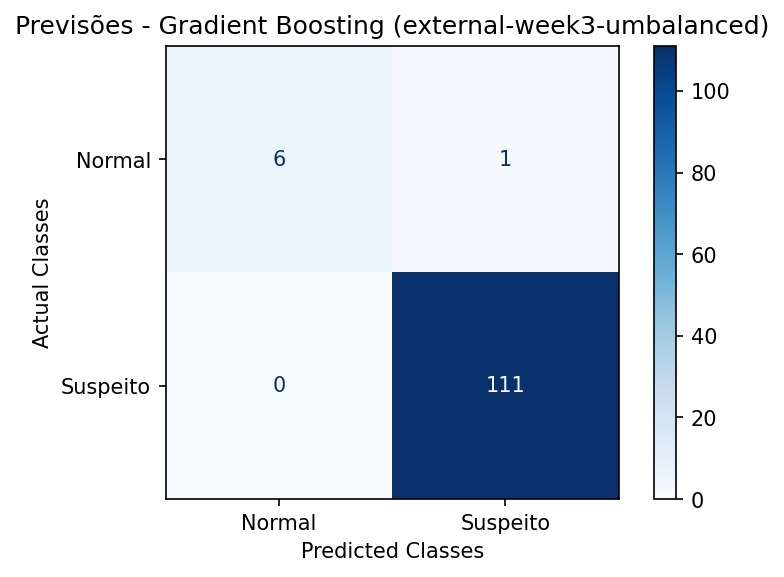 Previsões - Gradient Boosting (external-week3-umbalanced)
Actual Classes
Normal
Suspeito
6
1
0
111
Normal
Suspeito
Predicted Classes
100
80
60
40
20
0